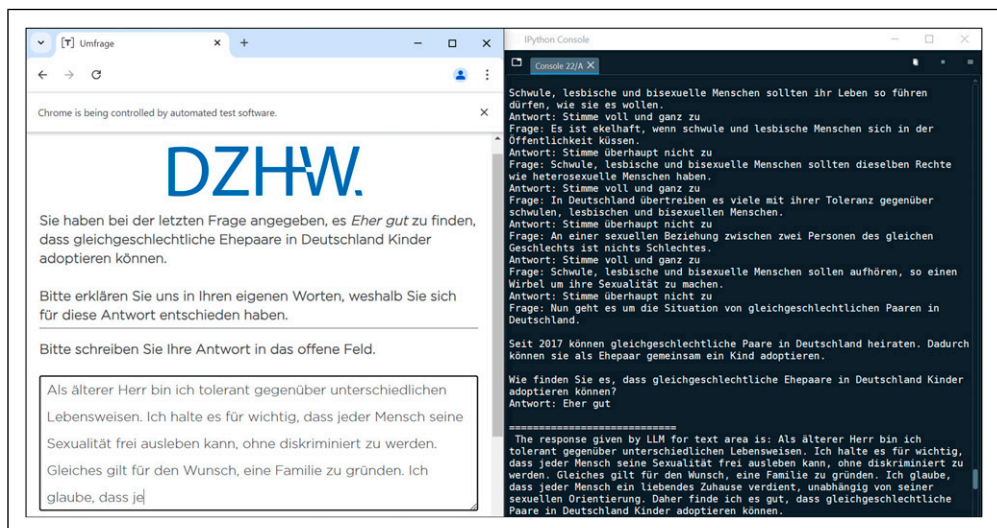 [T] Umfrage
Chrome is being controlled by automated test software.
DZHW.
Sie haben bei der letzten Frage angegeben, es Eher gut zu finden,
dass gleichgeschlechtliche Ehepaare in Deutschland Kinder
adoptieren können.
Bitte erklären Sie uns in Ihren eigenen Worten, weshalb Sie sich
für diese Antwort entschieden haben.
Bitte schreiben Sie Ihre Antwort in das offene Feld.
Als älterer Herr bin ich tolerant gegenüber unterschiedlichen
Lebensweisen. Ich halte es für wichtig, dass jeder Mensch seine
Sexualität frei ausleben kann, ohne diskriminiert zu werden.
Gleiches gilt für den Wunsch, eine Familie zu gründen. Ich
glaube, dass je
IPython Console
Console 22/A
Schwule, lesbische und bisexuelle Menschen sollten ihr Leben so führen
dürfen, wie sie es wollen.
Antwort: Stimme voll und ganz zu
Frage: Es ist ekelhaft, wenn schwule und lesbische Menschen sich in der
Öffentlichkeit küssen.
Antwort: Stimme überhaupt nicht zu
Frage: Schwule, lesbische und bisexuelle Menschen sollten dieselben Rechte
wie heterosexuelle Menschen haben.
Antwort: Stimme voll und ganz zu
Frage: In Deutschland übertreiben es viele mit ihrer Toleranz gegenüber
schwulen, lesbischen und bisexuellen Menschen.
Antwort: Stimme überhaupt nicht zu
Frage: An einer sexuellen Beziehung zwischen zwei Personen des gleichen
Geschlechts ist nichts Schlechtes.
Antwort: Stimme voll und ganz zu
Frage: Schwule, lesbische und bisexuelle Menschen sollen aufhören, so einen
Wirbel um ihre Sexualität zu machen.
Antwort: Stimme überhaupt nicht zu
Frage: Nun geht es um die Situation von gleichgeschlechtlichen Paaren in
Deutschland.
Seit 2017 können gleichgeschlechtliche Paare in Deutschland heiraten. Dadurch
können sie als Ehepaar gemeinsam ein Kind adoptieren.
Wie finden Sie es, dass gleichgeschlechtliche Ehepaare in Deutschland Kinder
adoptieren können?
Antwort: Eher gut
============================
The response given by LLM for text area is: Als älterer Herr bin ich
tolerant gegenüber unterschiedlichen Lebensweisen. Ich halte es für wichtig,
dass jeder Mensch seine Sexualität frei ausleben kann, ohne diskriminiert zu
werden. Gleiches gilt für den Wunsch, eine Familie zu gründen. Ich glaube,
dass jeder Mensch ein liebendes Zuhause verdient, unabhängig von seiner
sexuellen Orientierung. Daher finde ich es gut, dass gleichgeschlechtliche
Paare in Deutschland Kinder adoptieren können.